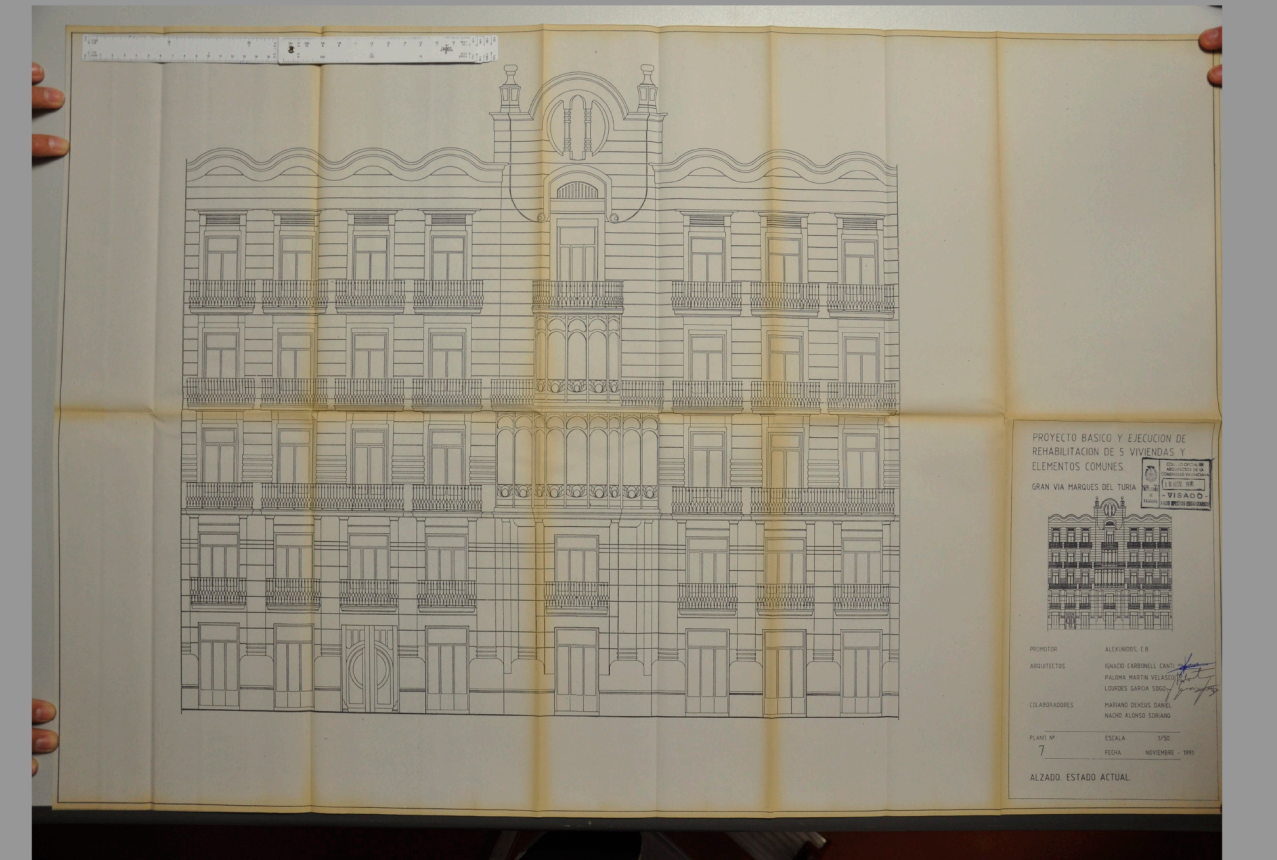 PROYECTO BASICO Y EJECUCION DE
REHABILITACION DE 5 VIVIENDAS Y
ELEMENTOS COMUNES.
GRAN VIA MARQUES DEL TURIA
- VISADO -
PROMOTOR
ARQUITECTOS IGNACIO CARBONELL
PALOMA MARTIN VELASCO
LOURDES GARCIA SOGO
COLABORADORES MARIANO DEXEUS DANIEL
NACHO ALONSO SORIANO
PLANO Nº ESCALA 1/50
7 FECHA NOVIEMBRE -
ALZADO. ESTADO ACTUAL.